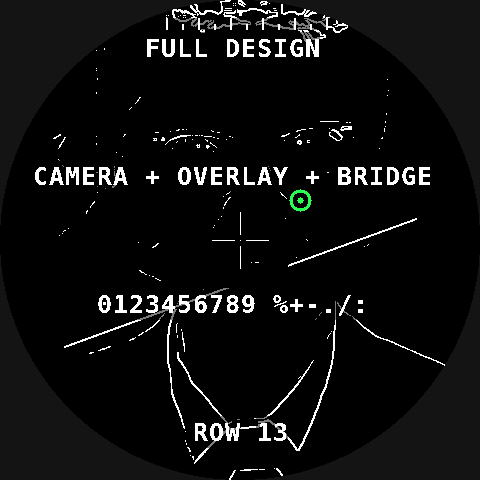 FULL DESIGN
CAMERA + OVERLAY + BRIDGE
0123456789 %+-./:
ROW 13